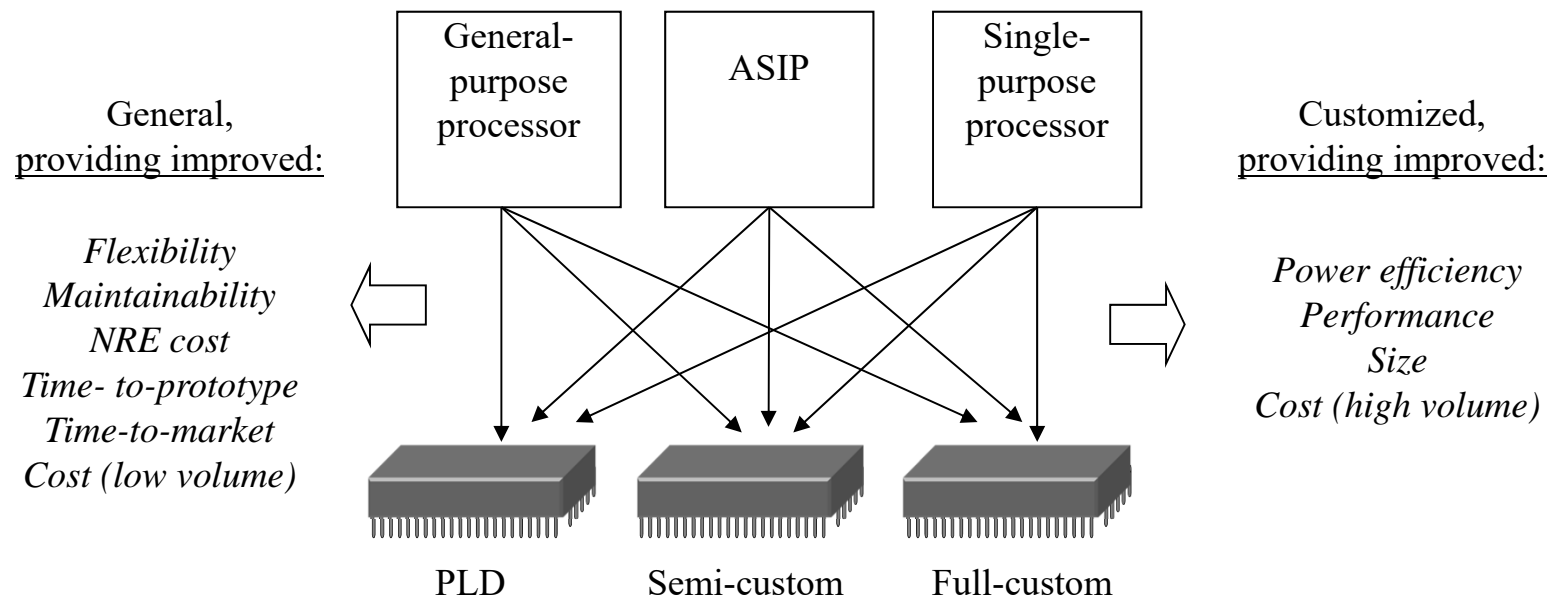 General-
purpose
processor
ASIP
Single-
purpose
processor
General,
providing improved:
Customized,
providing improved:
Flexibility
Maintainability
NRE cost
Time- to-prototype
Time-to-market
Cost (low volume)
Power efficiency
Performance
Size
Cost (high volume)
PLD
Semi-custom
Full-custom